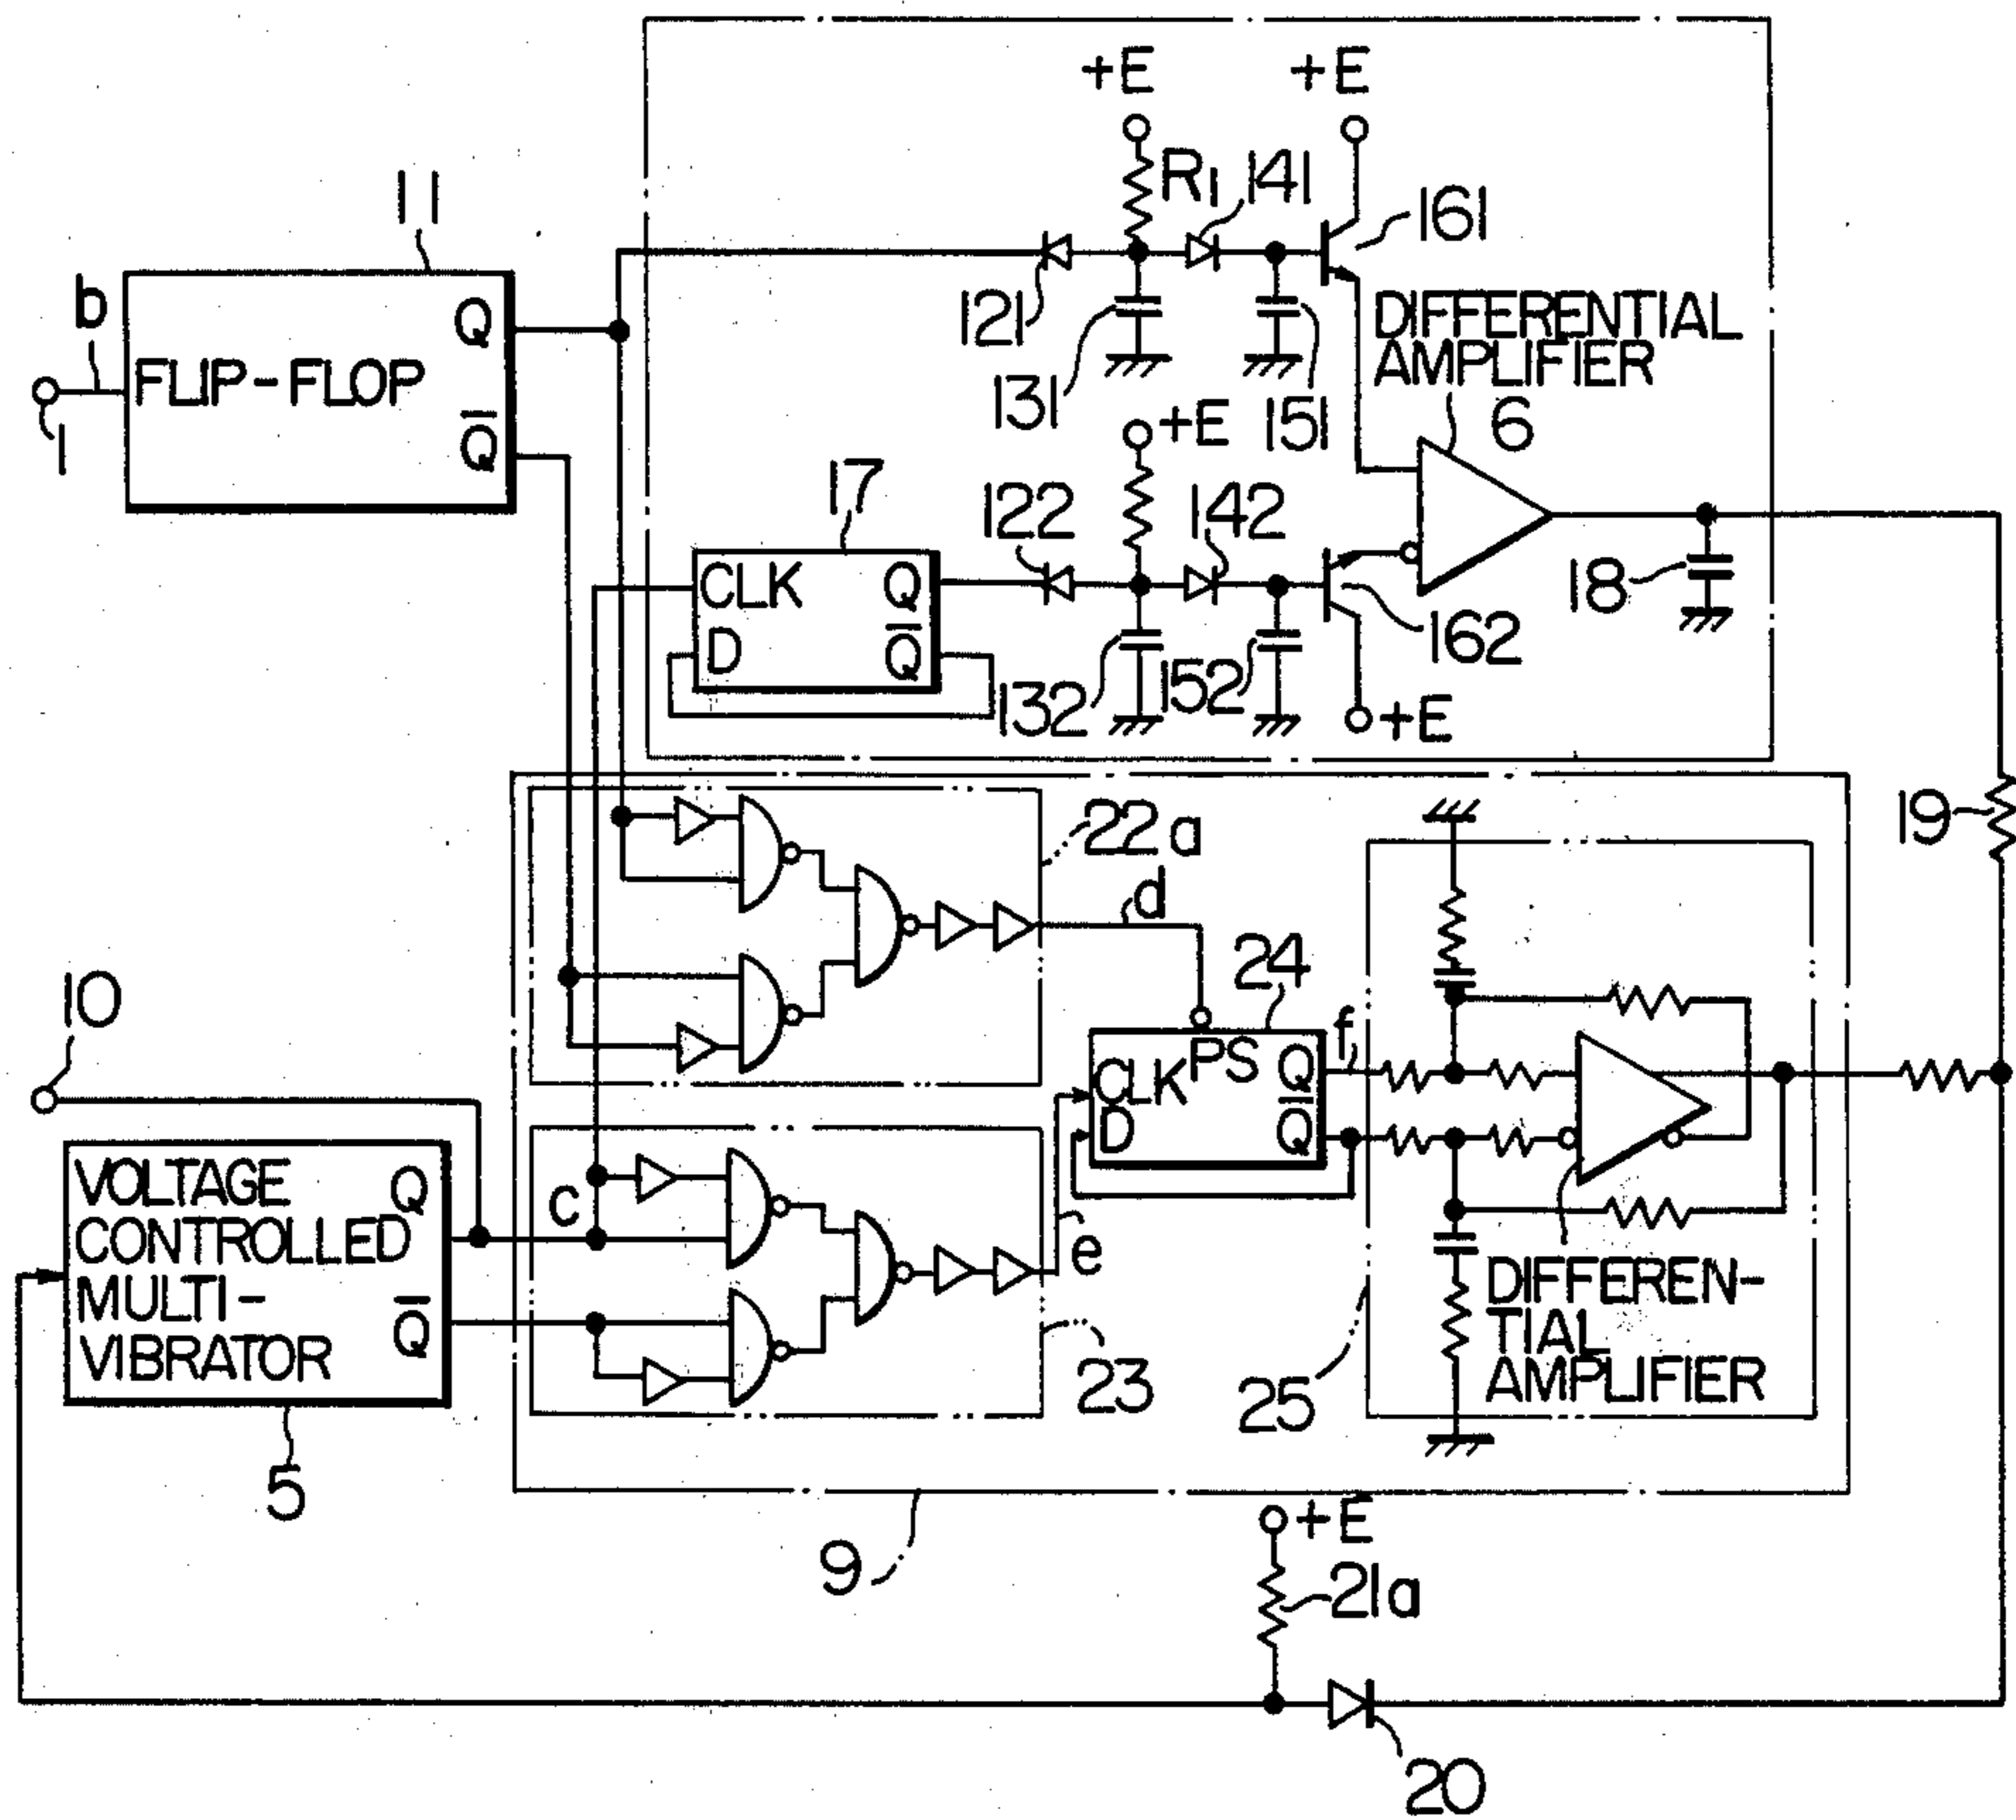 +E
+E
R1
141
161
11
b
Q
FLIP-FLOP
Q̅
1
121
131
151
DIFFERENTIAL
AMPLIFIER
6
+E
17
122
142
CLK
Q
D
Q̅
132
152
162
18
+E
22a
19
d
24
10
f
PS
CLK
Q
D
Q̅
VOLTAGE
CONTROLLED
MULTI-
VIBRATOR
Q
D
Q̅
c
e
23
25
DIFFEREN-
TIAL
AMPLIFIER
5
9
+E
21a
20